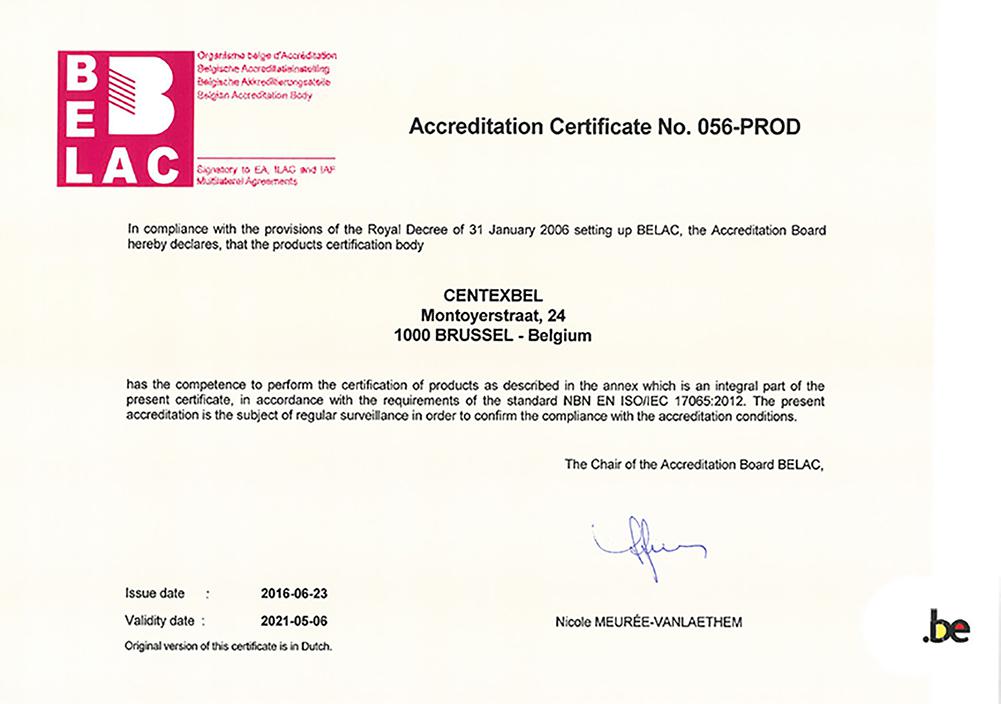 B
E
LAC
Organisme belge d'Accréditation
Belgische Accreditatieinstelling
Belgische Akkreditierungsstelle
Belgian Accreditation Body
Signatory to EA, ILAC and IAF
Multilateral Agreements
Accreditation Certificate No. 056-PROD
In compliance with the provisions of the Royal Decree of 31 January 2006 setting up BELAC, the Accreditation Board
hereby declares, that the products certification body
CENTEXBEL
Montoyerstraat, 24
1000 BRUSSEL - Belgium
has the competence to perform the certification of products as described in the annex which is an integral part of the
present certificate, in accordance with the requirements of the standard NBN EN ISO/IEC 17065:2012. The present
accreditation is the subject of regular surveillance in order to confirm the compliance with the accreditation conditions.
The Chair of the Accreditation Board BELAC,
Issue date : 2016-06-23
Validity date : 2021-05-06
Nicole MEURÉE-VANLAETHEM
Original version of this certificate is in Dutch.
.be